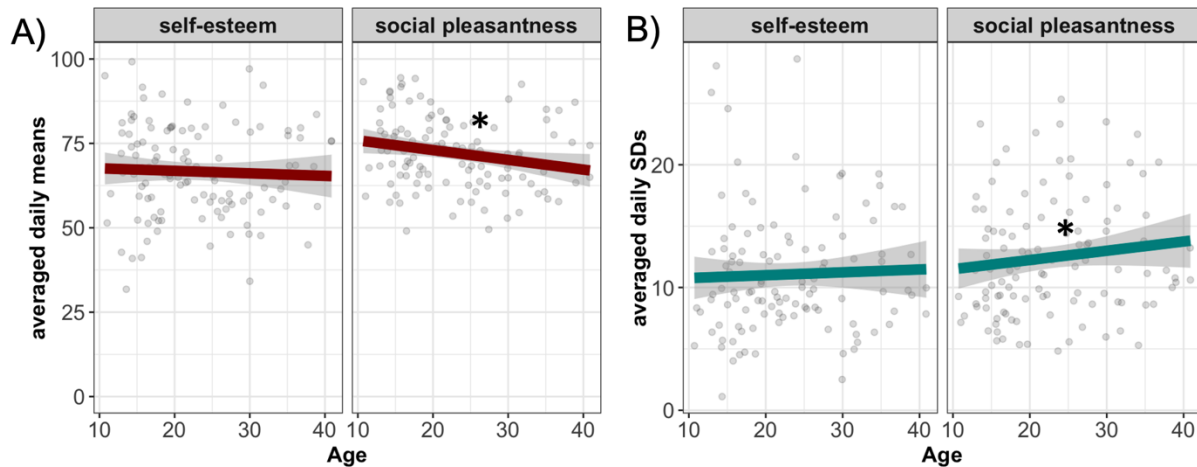 A)
self-esteem
social pleasantness
averaged daily means
100
75
50
25
0
10 20 30 40
10 20 30 40
Age
*
B)
self-esteem
social pleasantness
averaged daily SDs
20
10
0
10 20 30 40
10 20 30 40
Age
*